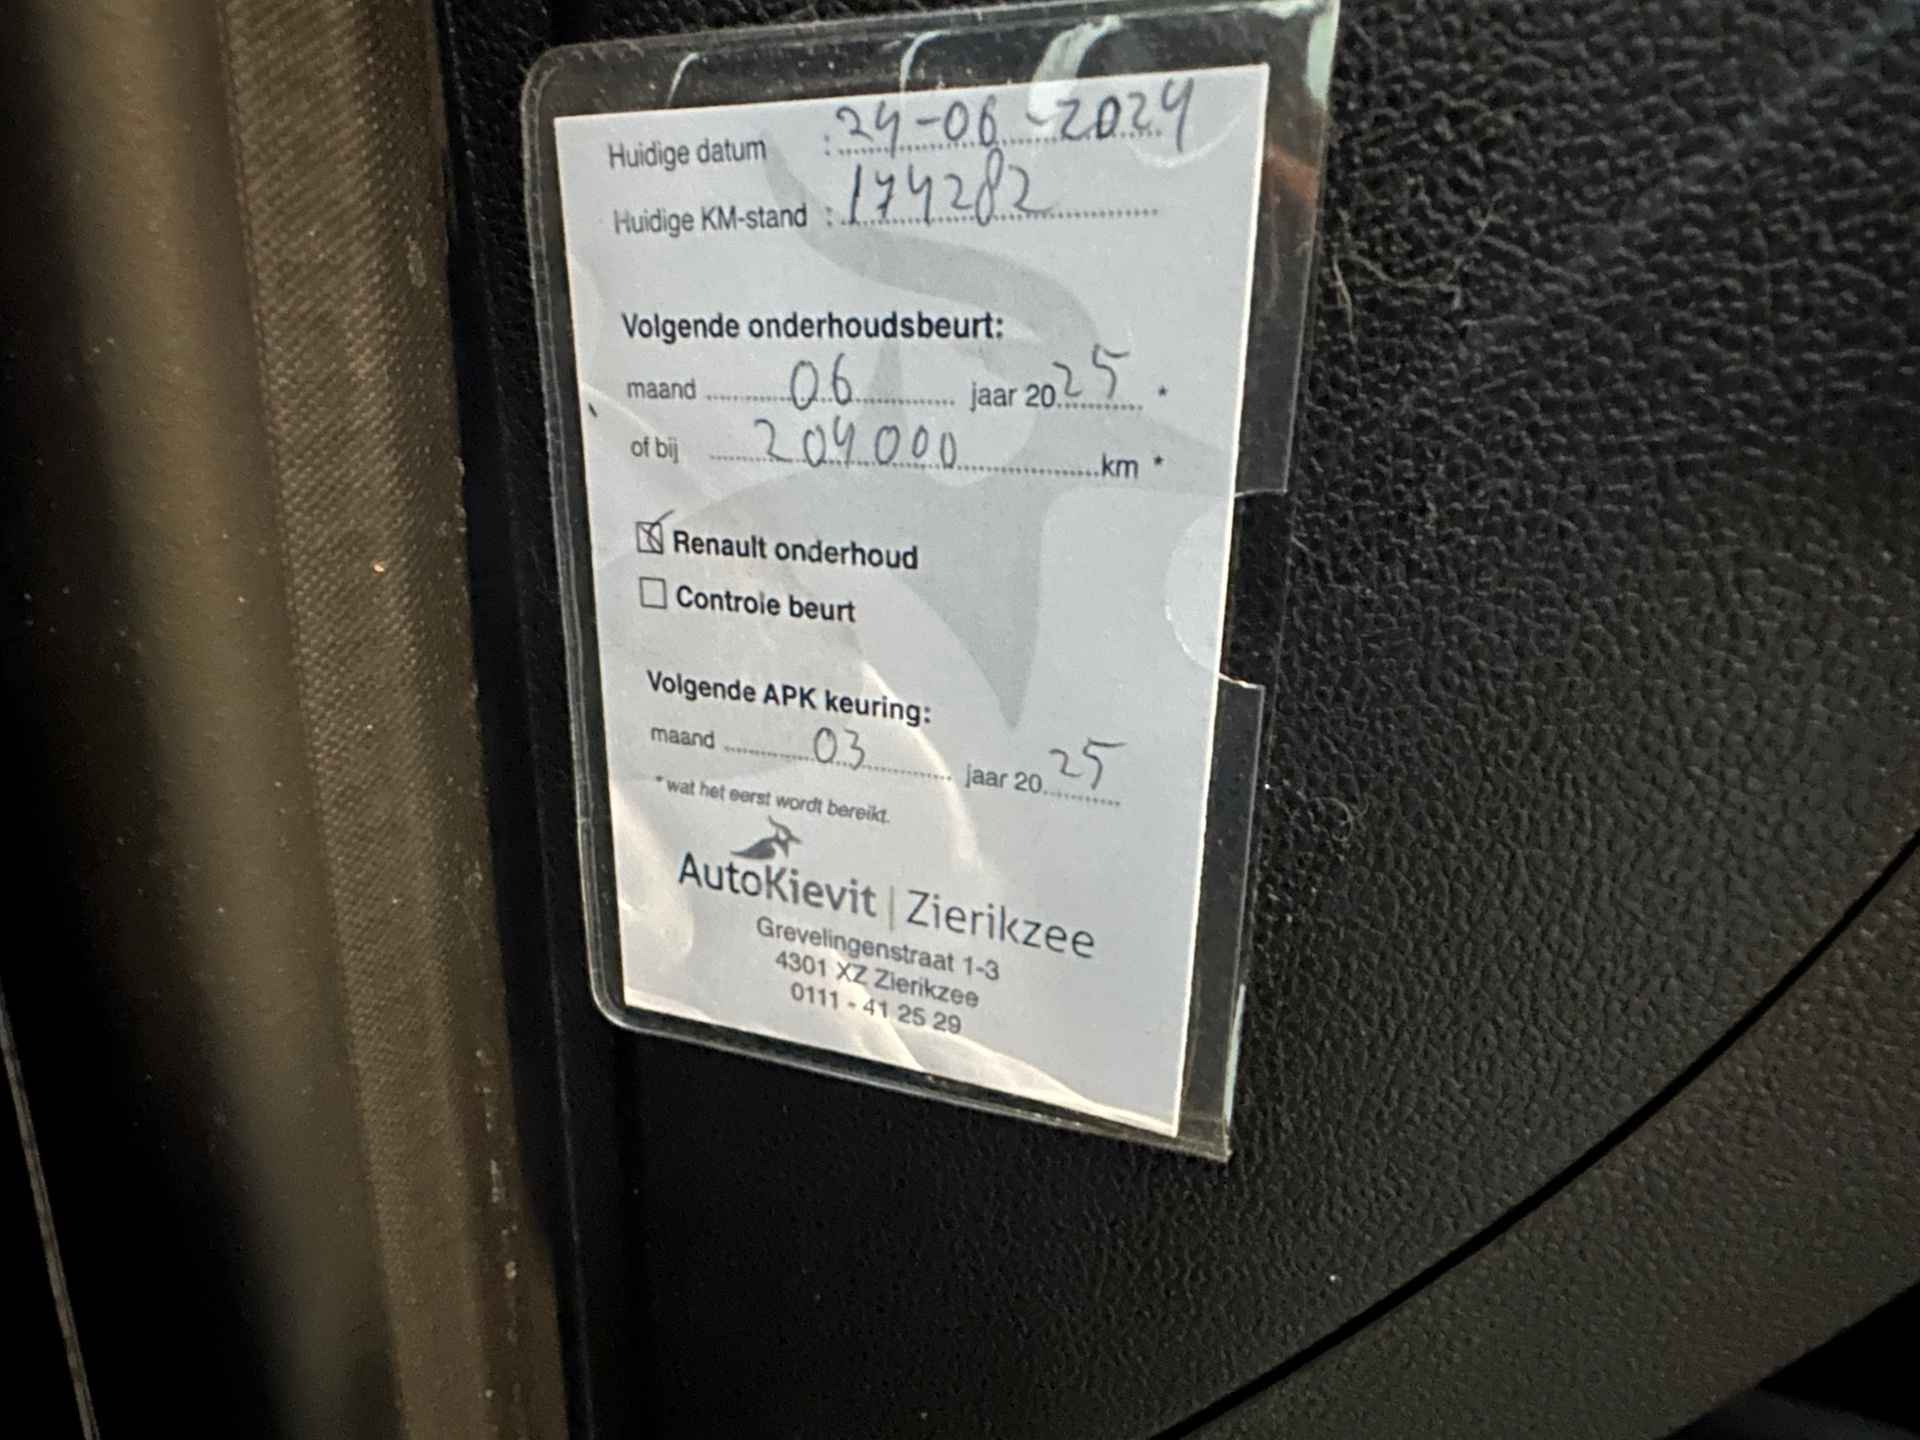 Huidige datum : 24-06-2024
Huidige KM-stand : 174282
Volgende onderhoudsbeurt:
maand 06 jaar 2025 *
of bij 204000 km *
Renault onderhoud
Controle beurt
Volgende APK keuring:
maand 03 jaar 2025
*wat het eerst wordt bereikt.
AutoKievit | Zierikzee
Grevelingenstraat 1-3
4301 XZ Zierikzee
0111 - 41 25 29